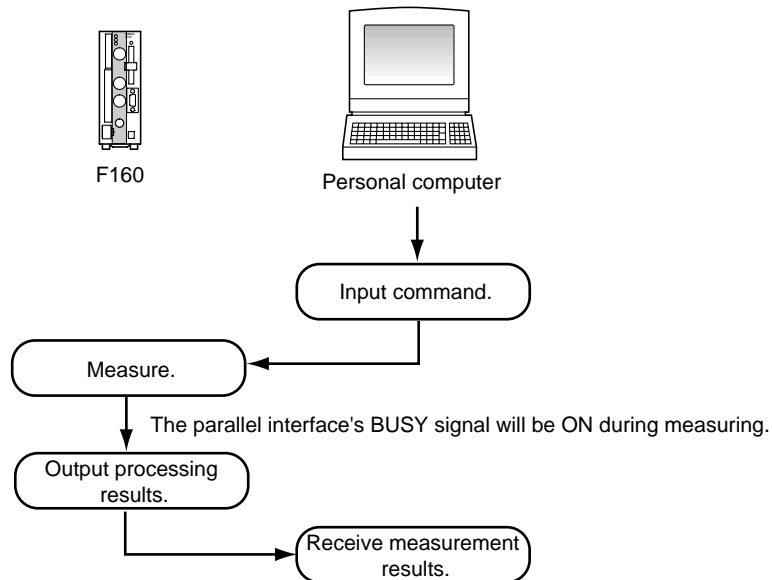 F160
Personal computer
Input command.
Measure.
The parallel interface's BUSY signal will be ON during measuring.
Output processing
results.
Receive measurement
results.